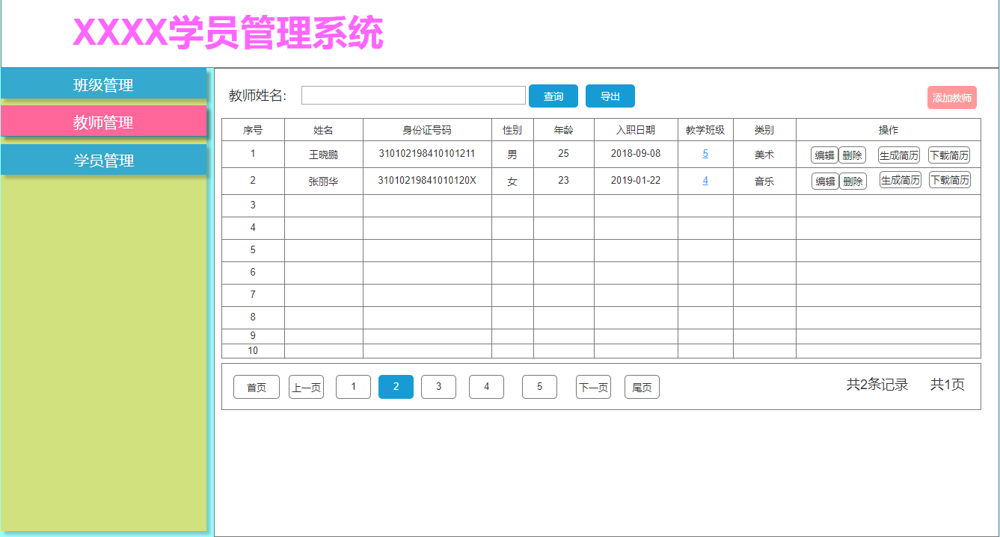 XXXX学员管理系统
班级管理
教师管理
学员管理
教师姓名: 查询 导出 添加教师
序号 姓名 身份证号码 性别 年龄 入职日期 教学班级 类别 操作
1 王晓鹏 310102198410101211 男 25 2018-09-08 5 美术 编辑 删除 生成简历 下载简历
2 张丽华 31010219841010120X 女 23 2019-01-22 4 音乐 编辑 删除 生成简历 下载简历
3
4
5
6
7
8
9
10
首页 上一页 1 2 3 4 5 下一页 尾页 共2条记录 共1页